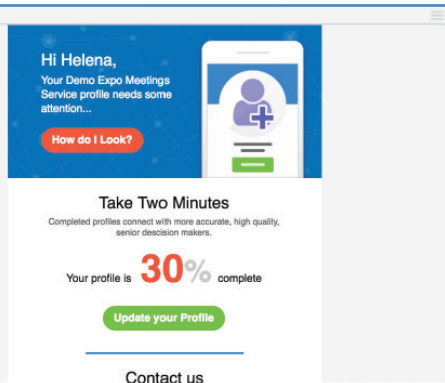 Hi Helena,
Your Demo Expo Meetings
Service profile needs some
attention...
How do I Look?
Take Two Minutes
Completed profiles connect with more accurate, high quality,
senior descision makers.
Your profile is 30% complete
Update your Profile
Contact us